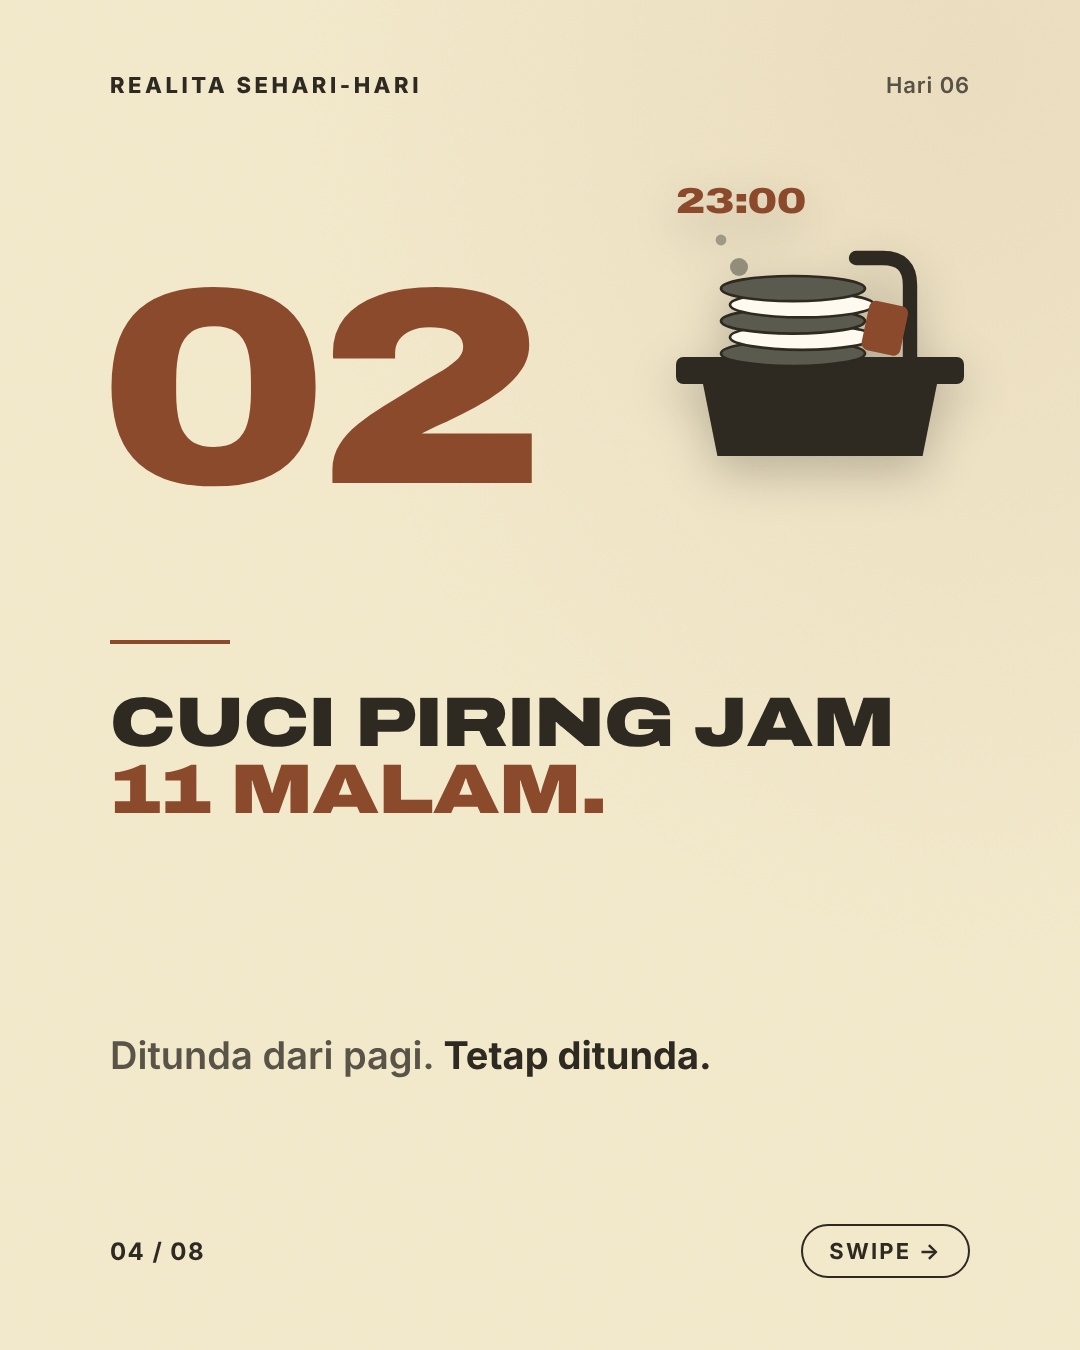 REALITA SEHARI-HARI
Hari 06
23:00
02
CUCI PIRING JAM
11 MALAM.
Ditunda dari pagi. Tetap ditunda.
04 / 08
SWIPE →